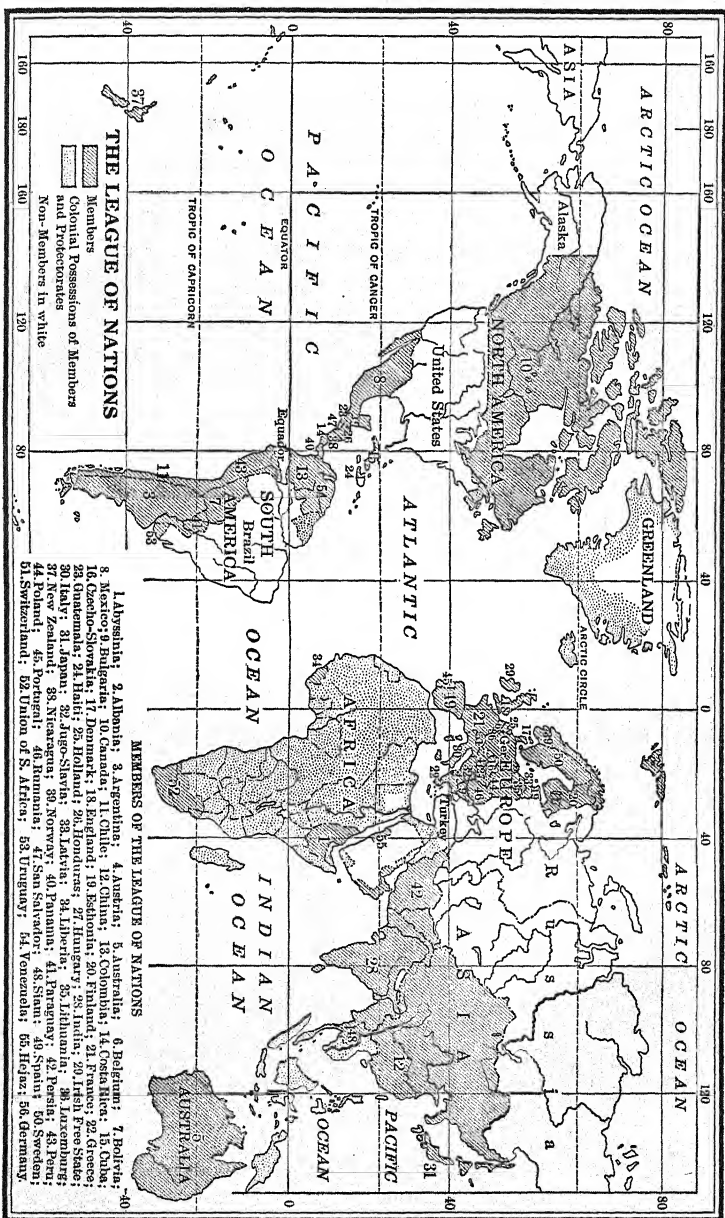 THE LEAGUE OF NATIONS
Members
Colonial Possessions of Members
and Protectorates
Non-Members in white
ARCTIC OCEAN
ARCTIC OCEAN
ASIA
Alaska
NORTH AMERICA
United States
GREENLAND
ARCTIC CIRCLE
PACIFIC
OCEAN
TROPIC OF CANCER
EQUATOR
TROPIC OF CAPRICORN
ATLANTIC
OCEAN
Equador
SOUTH
AMERICA
Brazil
EUROPE
Russia
ASIA
Turkey
AFRICA
INDIAN
OCEAN
PACIFIC
OCEAN
AUSTRALIA
160
180
160
120
80
40
0
40
80
120
80
40
0
40
MEMBERS OF THE LEAGUE OF NATIONS
1.Abyssinia; 2.Albania; 3.Argentina; 4.Austria; 5.Australia; 6.Belgium; 7.Bolivia;
8. Mexico; 9.Bulgaria; 10.Canada; 11.Chile; 12.China; 13.Colombia; 14.Costa Rica; 15.Cuba;
16.Czecho-Slovakia; 17.Denmark; 18.England; 19.Esthonia; 20.Finland; 21.France; 22.Greece;
23.Guatemala; 24.Haiti; 25.Holland; 26.Honduras; 27.Hungary; 28.India; 29.Irish Free State;
30.Italy; 31.Japan; 32.Jugo-Slavia; 33.Latvia; 34.Liberia; 35.Lithuania; 36.Luxemburg;
37.New Zealand; 38.Nicaragua; 39.Norway; 40.Panama; 41.Paraguay; 42.Persia; 43.Peru;
44.Poland; 45.Portugal; 46.Rumania; 47.San Salvador; 48.Siam; 49.Spain; 50.Sweden;
51.Switzerland; 52.Union of S. Africa; 53.Uruguay; 54.Venezuela; 55.Hejaz; 56.Germany.